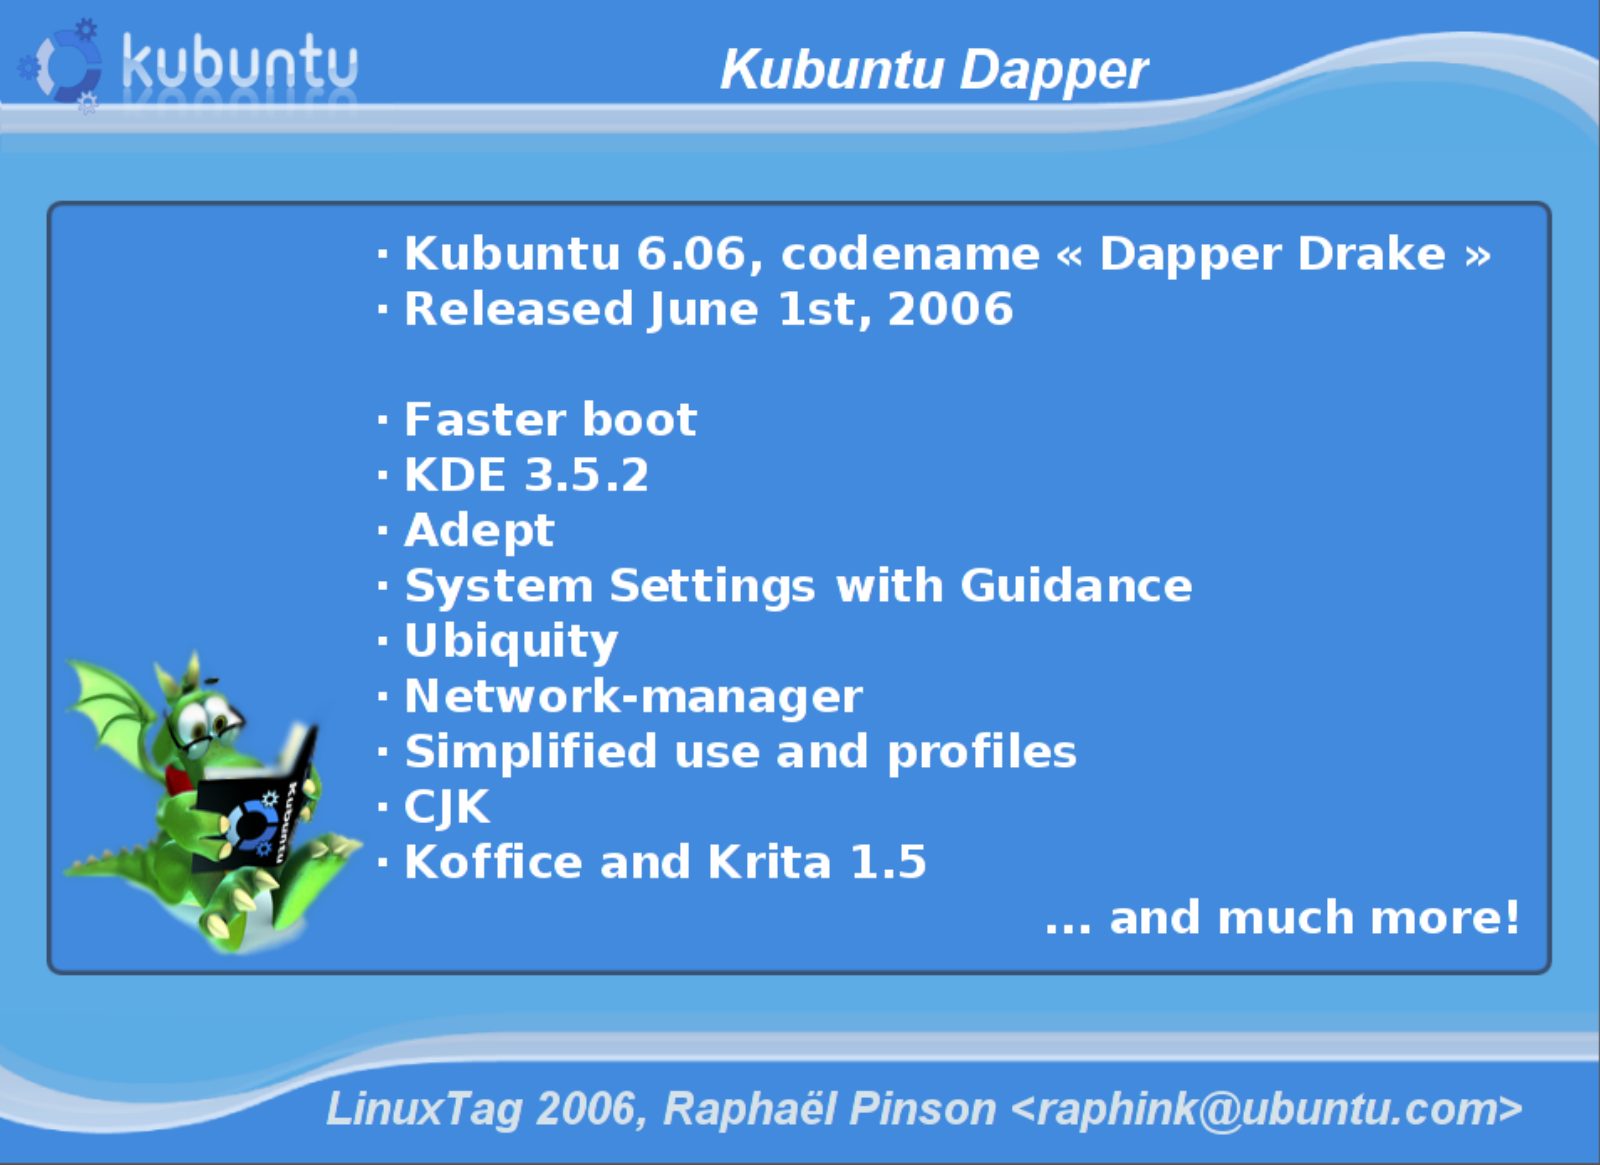 kubuntu
Kubuntu Dapper
· Kubuntu 6.06, codename « Dapper Drake »
· Released June 1st, 2006
· Faster boot
· KDE 3.5.2
· Adept
· System Settings with Guidance
· Ubiquity
· Network-manager
· Simplified use and profiles
· CJK
· Koffice and Krita 1.5
... and much more!
Kubuntu
LinuxTag 2006, Raphaël Pinson <raphink@ubuntu.com>